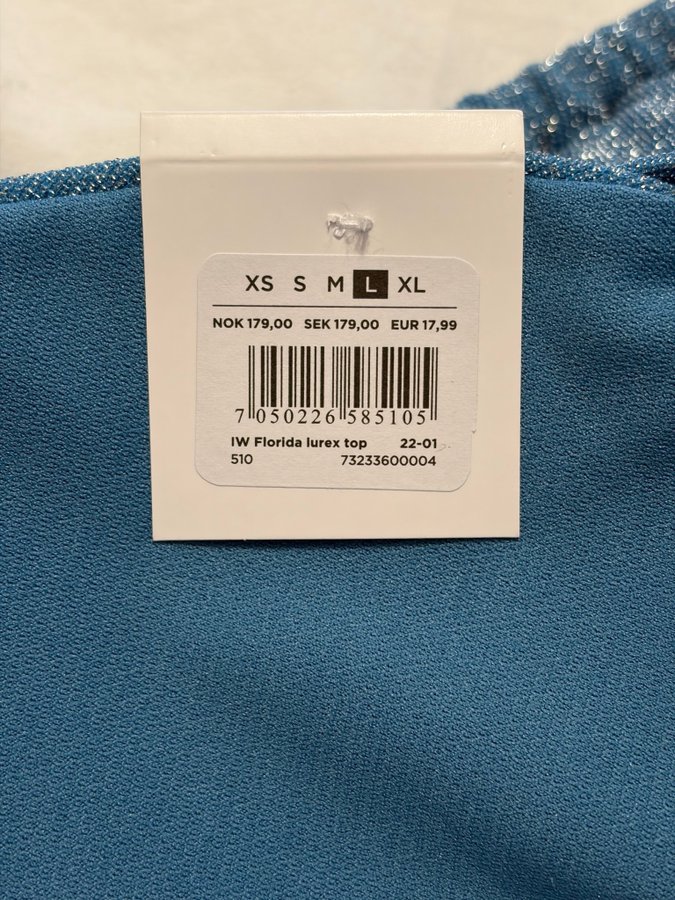 XS S M L XL
NOK 179,00 SEK 179,00 EUR 17,99
7 050226 585105
IW Florida lurex top 22-01
510 73233600004